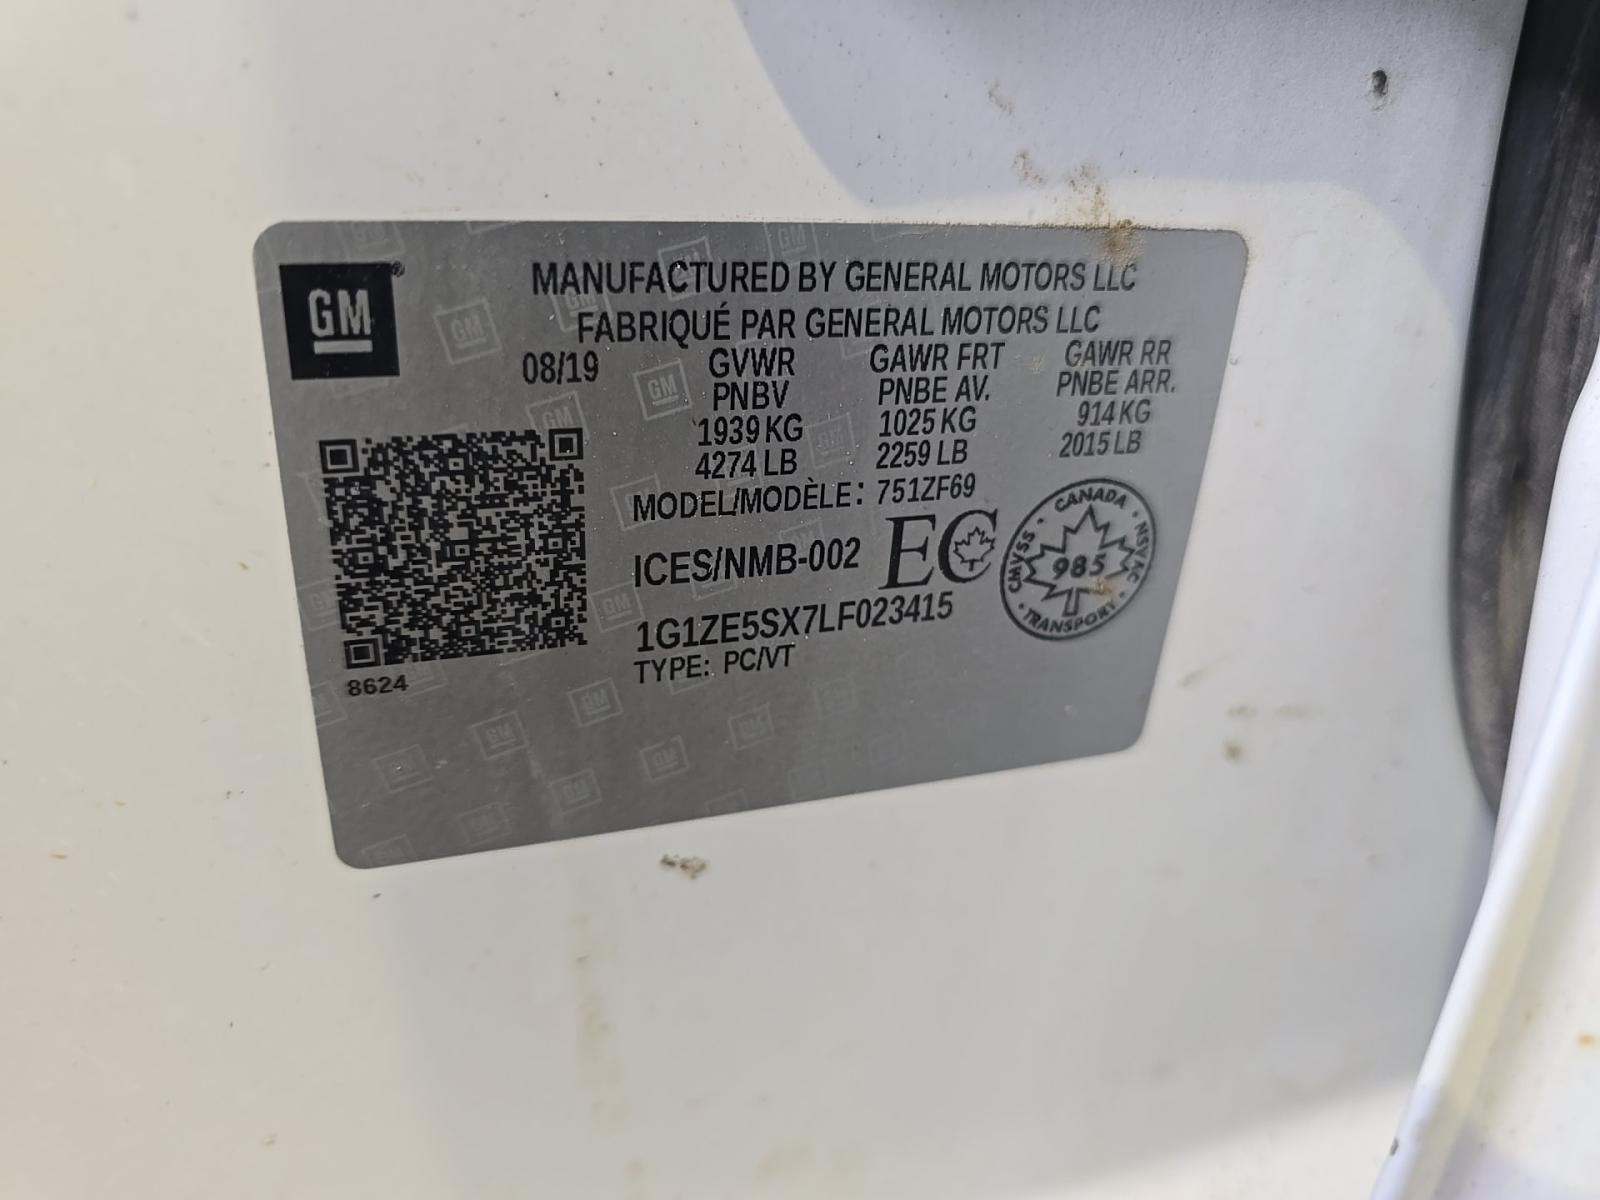 GM
MANUFACTURED BY GENERAL MOTORS LLC
FABRIQUÉ PAR GENERAL MOTORS LLC
08/19 GVWR GAWR FRT GAWR RR
PNBV PNBE AV. PNBE ARR.
1939 KG 1025 KG 914 KG
4274 LB 2259 LB 2015 LB
MODEL/MODÈLE: 751ZF69
ICES/NMB-002 EC
CANADA
CMVSS 985 NSVAC
TRANSPORT
1G1ZE5SX7LF023415
TYPE: PC/VT
8624